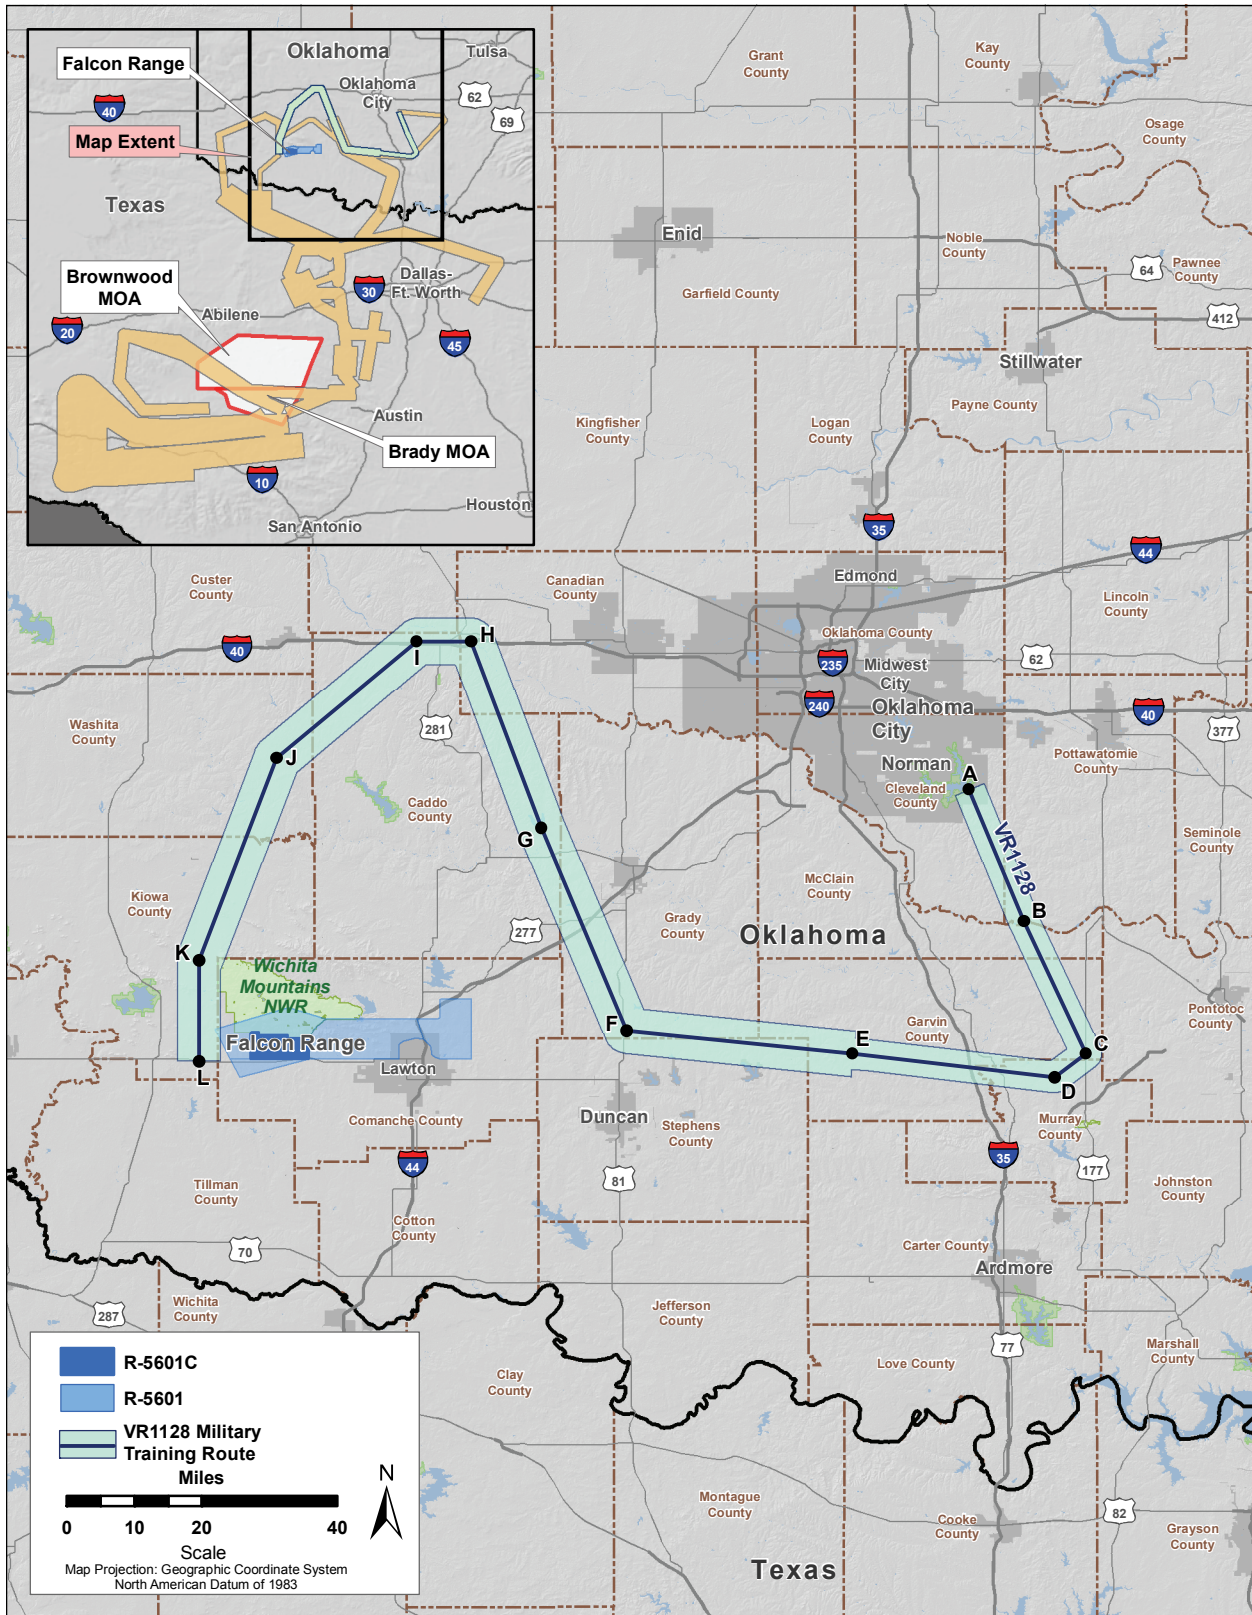 Oklahoma
Tulsa
Falcon Range
Oklahoma
City
40
62
69
Map Extent
Texas
Brownwood
MOA
30
Dallas-
Ft. Worth
Abilene
20
45
Austin
Brady MOA
10
Houston
San Antonio
Grant
County
Kay
County
Osage
County
Enid
Noble
County
64
Pawnee
County
Garfield County
412
Stillwater
Payne County
Kingfisher
County
Logan
County
35
44
Custer
County
Canadian
County
Edmond
Lincoln
County
Oklahoma County
40
H
I
235
Midwest
City
62
240
Oklahoma
City
40
Washita
County
281
377
J
Norman
A
Pottawatomie
County
Cleveland
County
Caddo
County
G
VR1128
Seminole
County
McClain
County
Kiowa
County
Grady
County
B
277
Oklahoma
K
Wichita
Mountains
NWR
Pontotoc
County
F
Garvin
County
E
C
Falcon Range
L
Lawton
D
Duncan
Comanche County
Stephens
County
Murray
County
44
35
177
81
Tillman
County
Johnston
County
Cotton
County
70
Carter County
Ardmore
Wichita
County
287
Jefferson
County
77
Marshall
County
Love County
Clay
County
R-5601C
R-5601
VR1128 Military
Training Route
Miles
N
0 10 20 40
Scale
Map Projection: Geographic Coordinate System
North American Datum of 1983
Montague
County
Cooke
County
82
Grayson
County
Texas